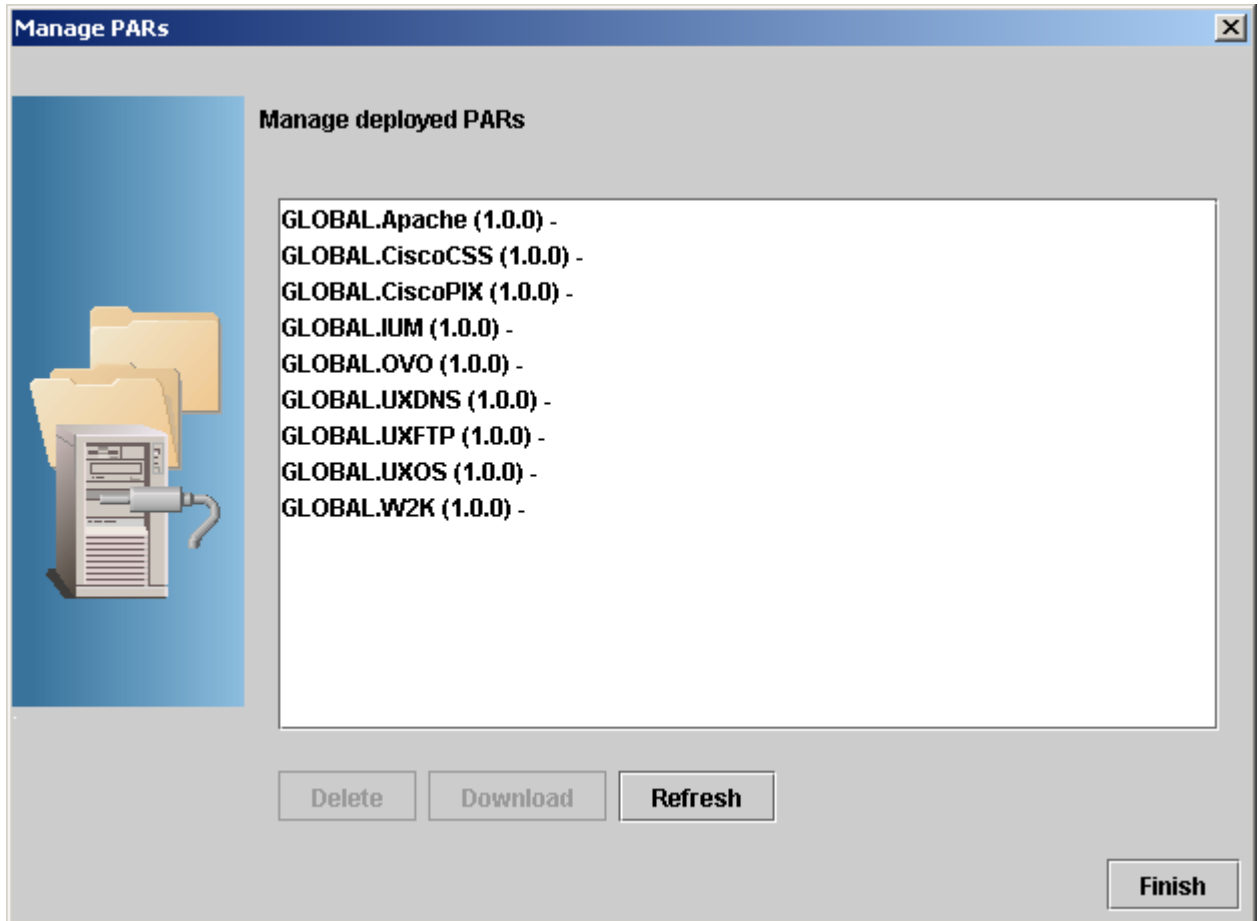 Manage PARs
Manage deployed PARs
GLOBAL.Apache (1.0.0) -
GLOBAL.CiscoCSS (1.0.0) -
GLOBAL.CiscoPIX (1.0.0) -
GLOBAL.IUM (1.0.0) -
GLOBAL.OVO (1.0.0) -
GLOBAL.UXDNS (1.0.0) -
GLOBAL.UXFTP (1.0.0) -
GLOBAL.UXOS (1.0.0) -
GLOBAL.W2K (1.0.0) -
Delete Download Refresh
Finish